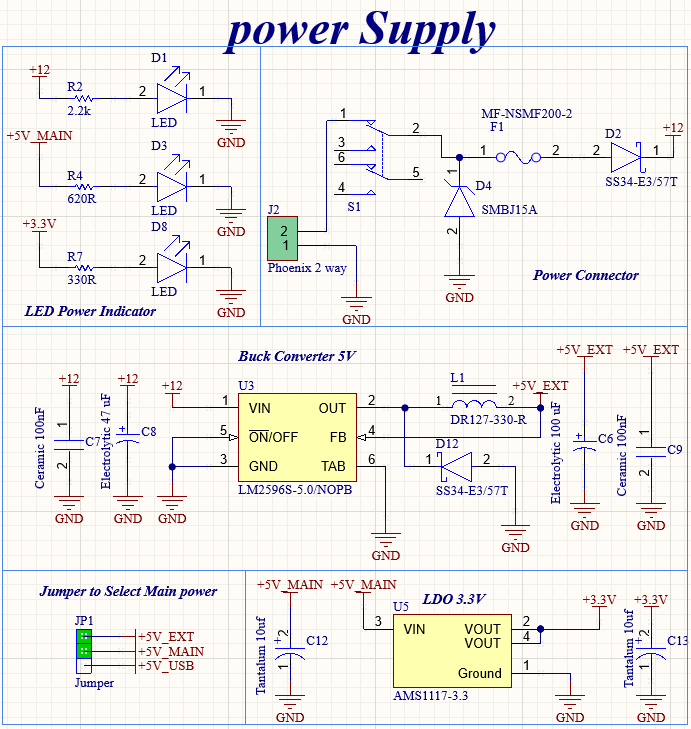 power Supply
+12
R2
2.2k
2
D1
1
LED
GND
+5V_MAIN
R4
620R
2
D3
1
LED
GND
+3.3V
R7
330R
2
D8
1
LED
GND
LED Power Indicator
J2
2
1
Phoenix 2 way
GND
1
3
6
4
2
5
S1
MF-NSMF200-2
F1
1
2
D4
SMBJ15A
1
2
GND
D2
2
1
SS34-E3/57T
+12
Power Connector
Buck Converter 5V
+12
Ceramic 100nF
1
2
C7
GND
+12
Electrolytic 47 uF
C8
GND
+12
GND
U3
1 VIN
5 ON/OFF
3 GND
OUT 2
FB 4
TAB 6
LM2596S-5.0/NOPB
GND
L1
1
2
DR127-330-R
+5V_EXT
D12
1
2
SS34-E3/57T
GND
+5V_EXT
Electrolytic 100 uF
C6
GND
+5V_EXT
Ceramic 100nF
1
2
C9
GND
Jumper to Select Main power
JP1
+5V_EXT
+5V_MAIN
+5V_USB
Jumper
LDO 3.3V
+5V_MAIN
Tantalum 10uf
2
1
C12
GND
+5V_MAIN
U5
3 VIN
VOUT 2
VOUT 4
Ground 1
AMS1117-3.3
GND
+3.3V
+3.3V
Tantalum 10uf
2
1
C13
GND